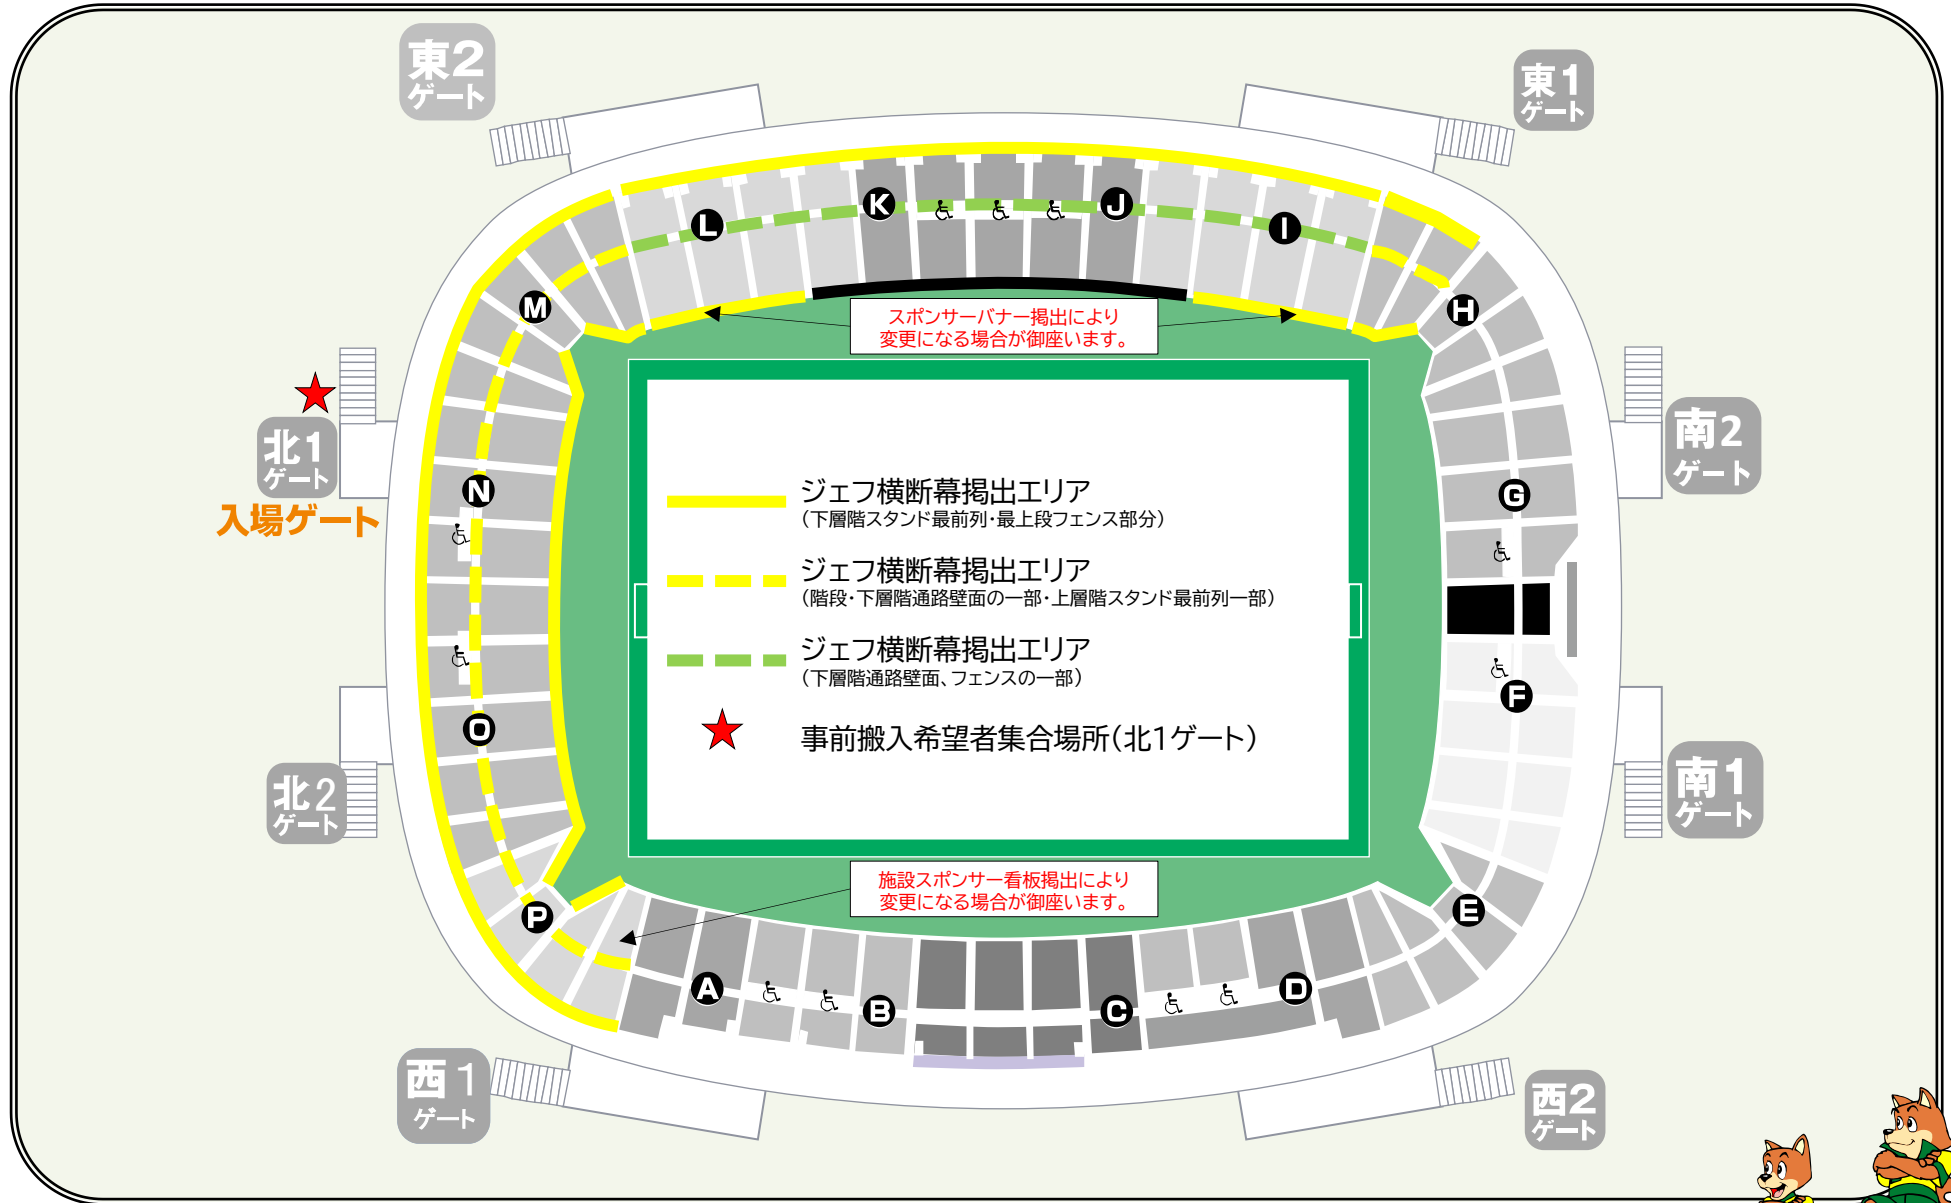 東2
ゲート
東1
ゲート
L
K
J
I
M
H
スポンサーバナー掲出により
変更になる場合が御座います。
北1
ゲート
入場ゲート
南2
ゲート
N
G
ジェフ横断幕掲出エリア
（下層階スタンド最前列・最上段フェンス部分）
ジェフ横断幕掲出エリア
（階段・下層階通路壁面の一部・上層階スタンド最前列一部）
ジェフ横断幕掲出エリア
（下層階通路壁面、フェンスの一部）
事前搬入希望者集合場所（北1ゲート）
F
O
北2
ゲート
南1
ゲート
施設スポンサー看板掲出により
変更になる場合が御座います。
P
E
A
B
C
D
西1
ゲート
西2
ゲート